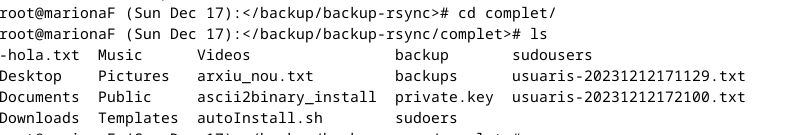 root@marionaF (Sun Dec 17):</backup/backup-rsync># cd complet/
root@marionaF (Sun Dec 17):</backup/backup-rsync/complet># ls
-hola.txt  Music      Videos                backup       sudousers
Desktop    Pictures   arxiu_nou.txt         backups      usuaris-20231212171129.txt
Documents  Public     ascii2binary_install  private.key  usuaris-20231212172100.txt
Downloads  Templates  autoInstall.sh        sudoers